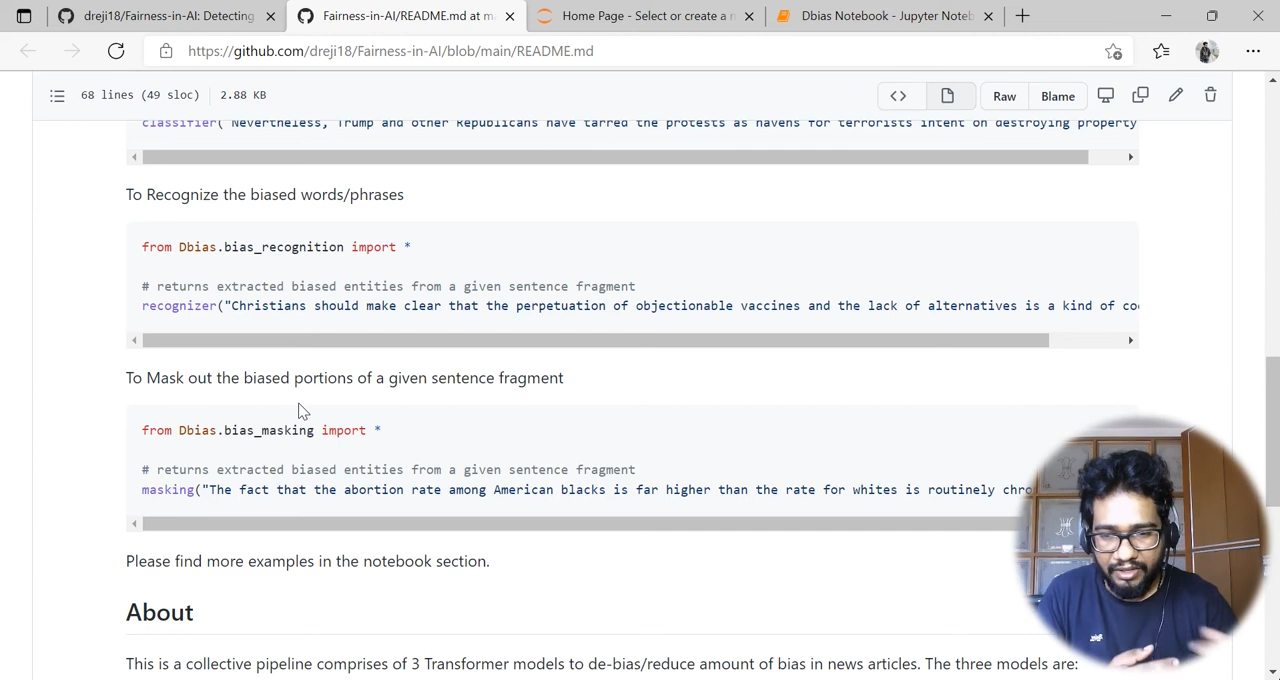 dreji18/Fairness-in-AI: Detecting
Fairness-in-AI/README.md at m
Home Page - Select or create a n
Dbias Notebook - Jupyter Noteb
https://github.com/dreji18/Fairness-in-AI/blob/main/README.md
68 lines (49 sloc) 2.88 KB
Raw
Blame
classifier("Nevertheless, Trump and other Republicans have tarred the protests as havens for terrorists intent on destroying property
To Recognize the biased words/phrases
from Dbias.bias_recognition import *
# returns extracted biased entities from a given sentence fragment
recognizer("Christians should make clear that the perpetuation of objectionable vaccines and the lack of alternatives is a kind of co
To Mask out the biased portions of a given sentence fragment
from Dbias.bias_masking import *
# returns extracted biased entities from a given sentence fragment
masking("The fact that the abortion rate among American blacks is far higher than the rate for whites is routinely chro
Please find more examples in the notebook section.
About
This is a collective pipeline comprises of 3 Transformer models to de-bias/reduce amount of bias in news articles. The three models are: